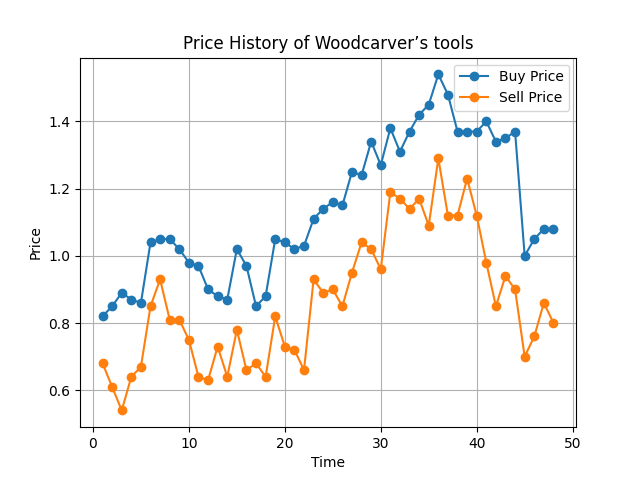 Price History of Woodcarver’s tools
Buy Price
Sell Price
Price
1.4
1.2
1.0
0.8
0.6
0 10 20 30 40 50
Time